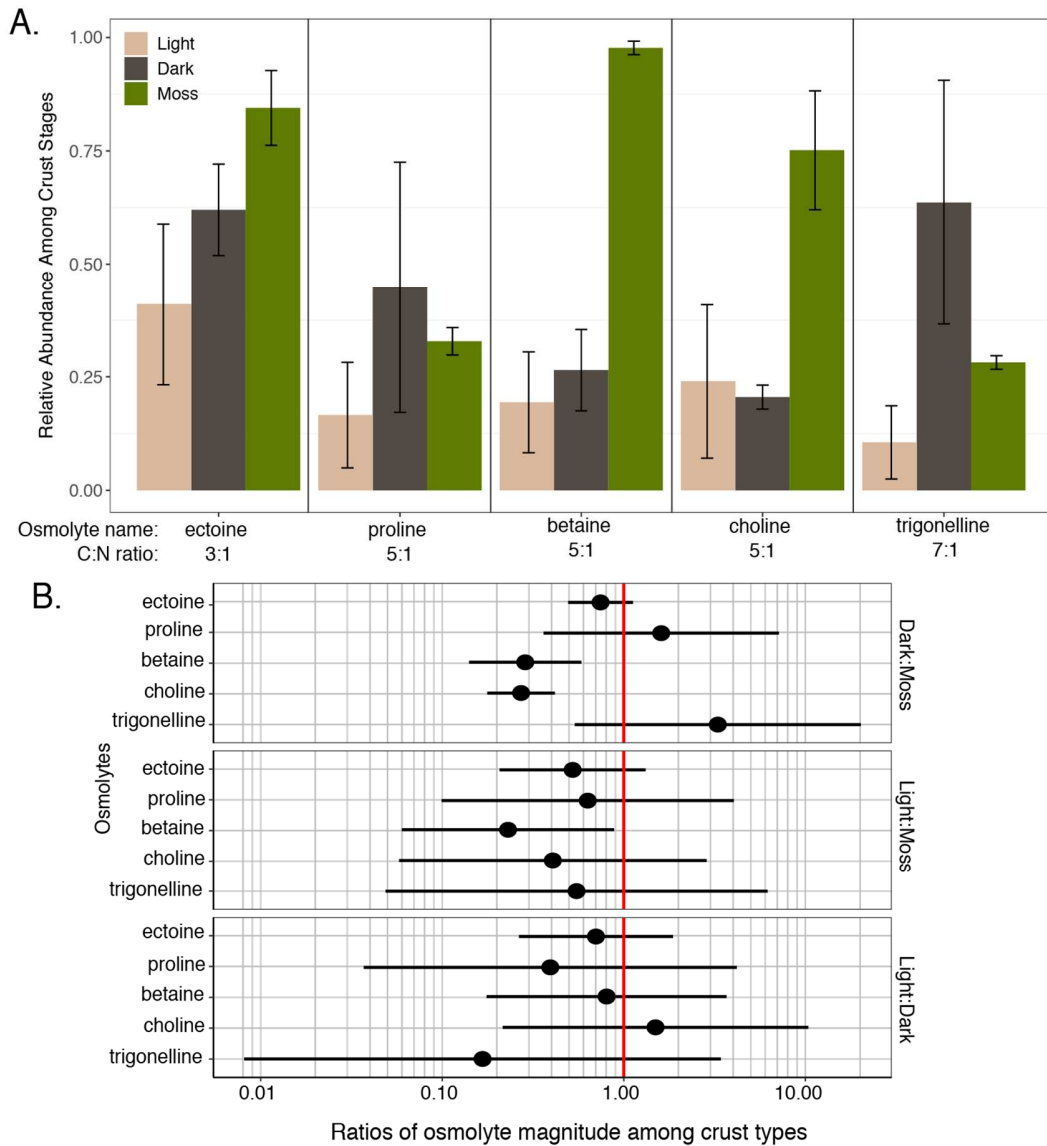 A.
Light
Dark
Moss
Relative Abundance Among Crust Stages
1.00
0.75
0.50
0.25
0.00
Osmolyte name: ectoine proline betaine choline trigonelline
C:N ratio: 3:1 5:1 5:1 5:1 7:1
B.
Osmolytes
ectoine
proline
betaine
choline
trigonelline
Dark:Moss
ectoine
proline
betaine
choline
trigonelline
Light:Moss
ectoine
proline
betaine
choline
trigonelline
Light:Dark
0.01 0.10 1.00 10.00
Ratios of osmolyte magnitude among crust types